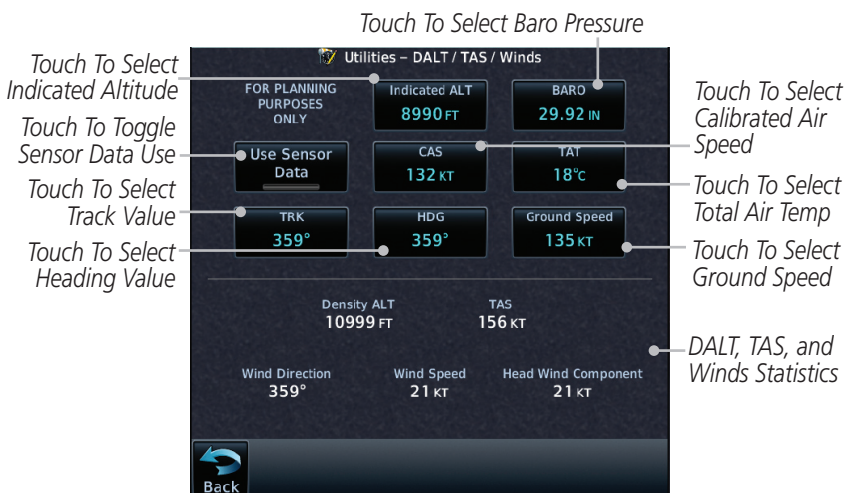 Touch To Select Baro Pressure
Utilities – DALT / TAS / Winds
Touch To Select
Indicated Altitude
FOR PLANNING
PURPOSES
ONLY
Indicated ALT
8990 FT
BARO
29.92 IN
Touch To Select
Calibrated Air
Speed
Touch To Toggle
Sensor Data Use
Use Sensor
Data
CAS
132 KT
TAT
18°C
Touch To Select
Total Air Temp
Touch To Select
Track Value
TRK
359°
HDG
359°
Ground Speed
135 KT
Touch To Select
Heading Value
Touch To Select
Ground Speed
Density ALT
10999 FT
TAS
156 KT
DALT, TAS, and
Winds Statistics
Wind Direction
359°
Wind Speed
21 KT
Head Wind Component
21 KT
Back